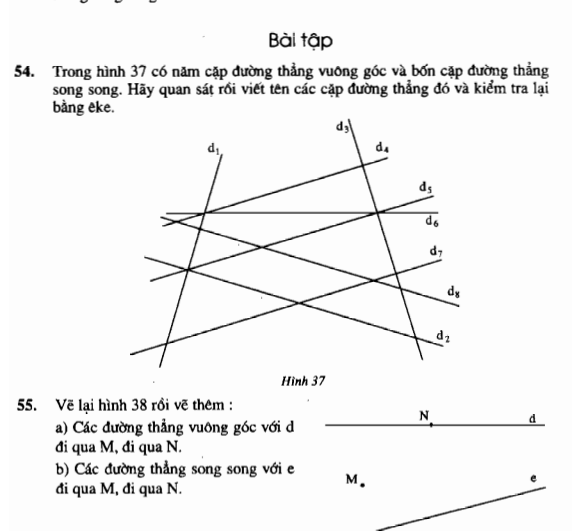 Bài tập
54. Trong hình 37 có năm cặp đường thẳng vuông góc và bốn cặp đường thẳng
song song. Hãy quan sát rồi viết tên các cặp đường thẳng đó và kiểm tra lại
bằng êke.
d₃
d₁
d₄
d₅
d₆
d₇
d₈
d₂
Hình 37
55. Vẽ lại hình 38 rồi vẽ thêm :
a) Các đường thẳng vuông góc với d
đi qua M, đi qua N.
b) Các đường thẳng song song với e
đi qua M, đi qua N.
N
d
M
e